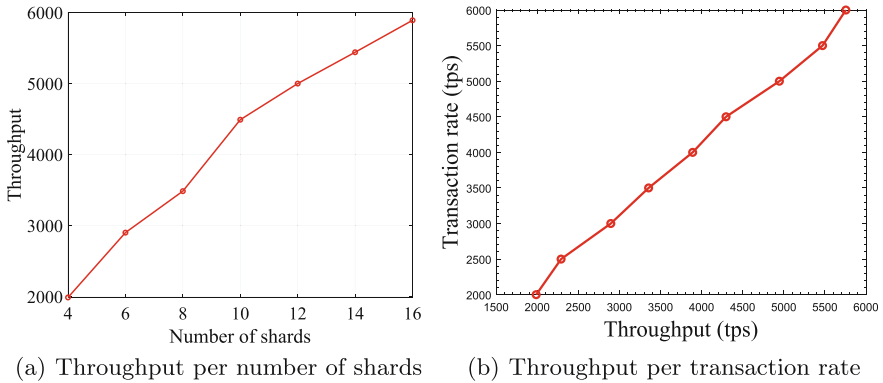 6000
5000
4000
3000
2000
Throughput
4 6 8 10 12 14 16
Number of shards
(a) Throughput per number of shards
6000
5500
5000
4500
4000
3500
3000
2500
2000
Transaction rate (tps)
1500 2000 2500 3000 3500 4000 4500 5000 5500 6000
Throughput (tps)
(b) Throughput per transaction rate